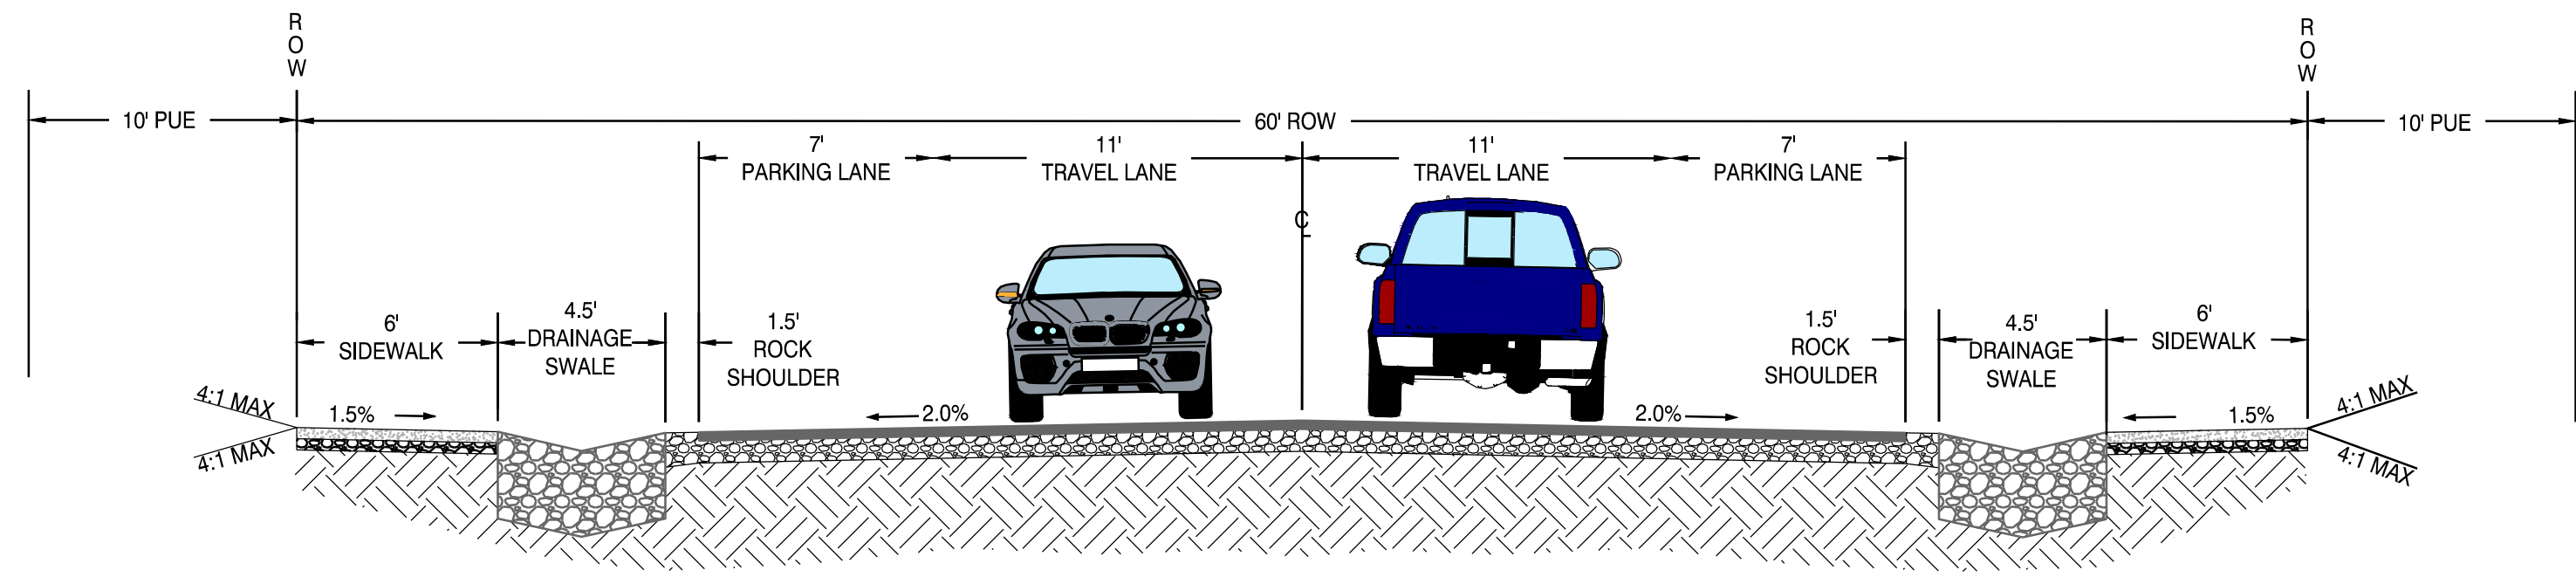 R
O
W
R
O
W
10' PUE
60' ROW
10' PUE
7'
PARKING LANE
11'
TRAVEL LANE
11'
TRAVEL LANE
7'
PARKING LANE
C
L
6'
SIDEWALK
4.5'
DRAINAGE
SWALE
1.5'
ROCK
SHOULDER
1.5'
ROCK
SHOULDER
4.5'
DRAINAGE
SWALE
6'
SIDEWALK
4:1 MAX
4:1 MAX
1.5%
2.0%
2.0%
1.5%
4:1 MAX
4:1 MAX